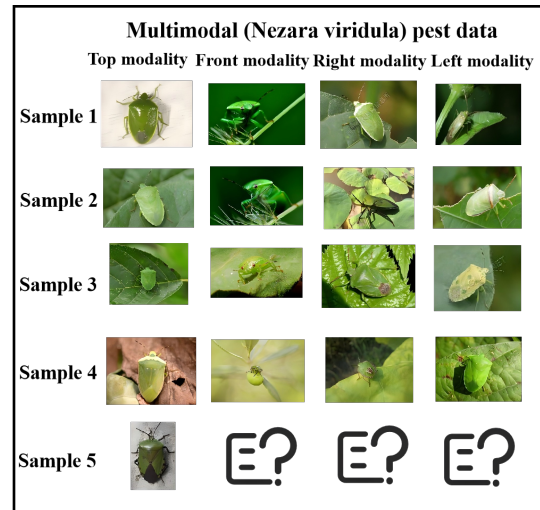 Multimodal (Nezara viridula) pest data
Top modality Front modality Right modality Left modality
Sample 1
Sample 2
Sample 3
Sample 4
Sample 5
E? E? E?